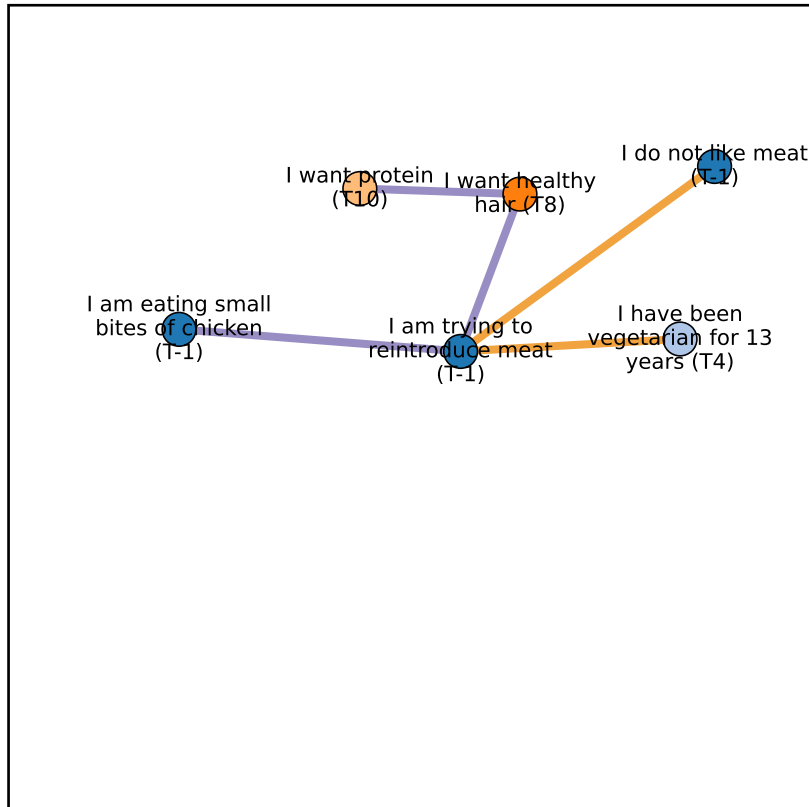 I do not like meat
(T-1)
I want protein
(T10)
I want healthy
hair (T8)
I am eating small
bites of chicken
(T-1)
I am trying to
reintroduce meat
(T-1)
I have been
vegetarian for 13
years (T4)